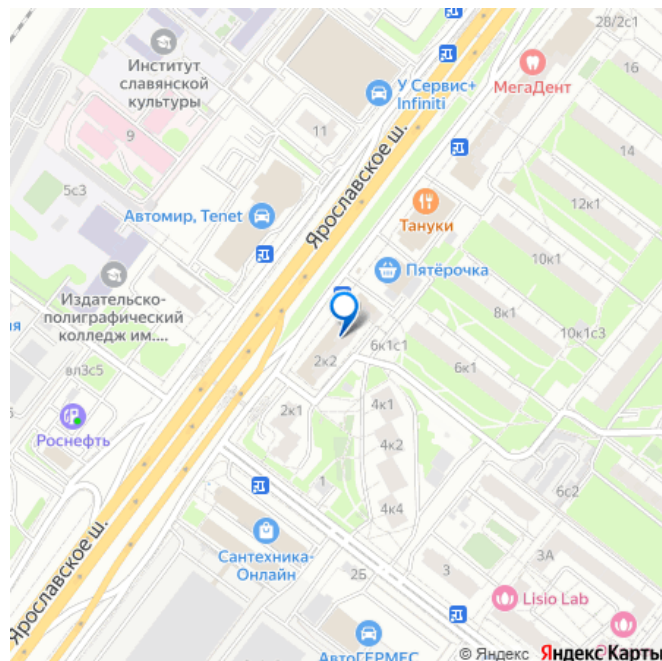 28/2с1
Институт
славянской
культуры
16
МегаДент
У Сервис+
Infiniti
9
11
14
5с3
Ярославское ш.
12к1
Автомир, Tenet
Тануки
10к1
Пятёрочка
Издательско-
полиграфический
колледж им....
ая
8к1
10к1с3
6к1с1
вл3с5
2к2
6к1
2к1
4к1
Роснефть
4к2
1
6с2
4к4
Сантехника-
Онлайн
3А
2Б
3
Ярославское ш.
Lisio Lab
АвтоГЕРМЕС
© Яндекс Яндекс Карты